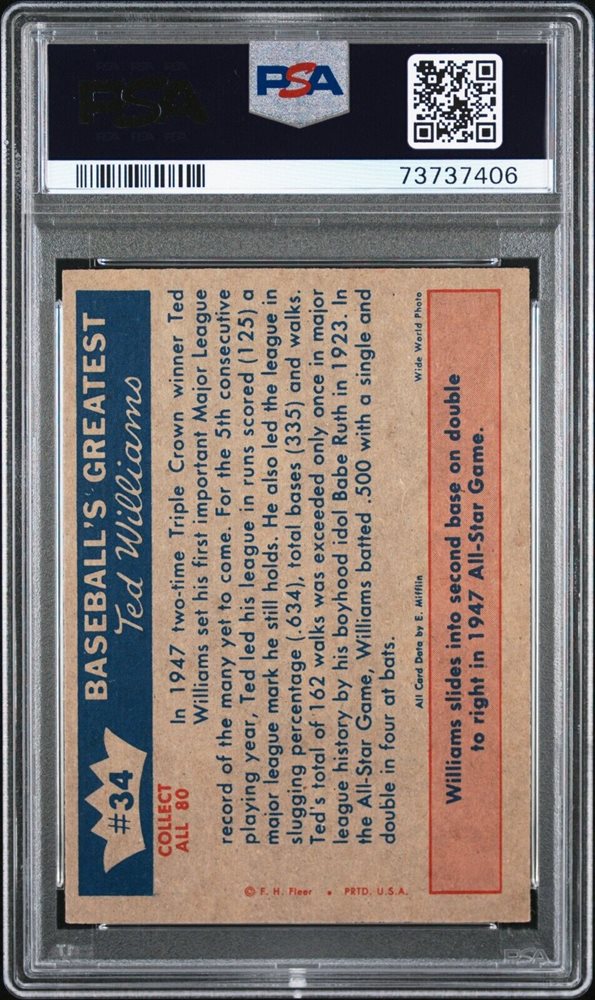 PSA
PSA
73737406
#34
BASEBALL'S GREATEST
Ted Williams
COLLECT
ALL 80
In 1947 two-time Triple Crown winner Ted
Williams set his first important Major League
record of the many yet to come. For the 5th consecutive
playing year, Ted led his league in runs scored (125) a
major league mark he still holds. He also led the league in
slugging percentage (.634), total bases (335) and walks.
Ted's total of 162 walks was exceeded only once in major
league history by his boyhood idol Babe Ruth in 1923. In
the All-Star Game, Williams batted .500 with a single and
double in four at bats.
All Card Data by E. Mifflin
Wide World Photo
Williams slides into second base on double
to right in 1947 All-Star Game.
© F. H. Fleer • PRTD. U.S.A.
PSA